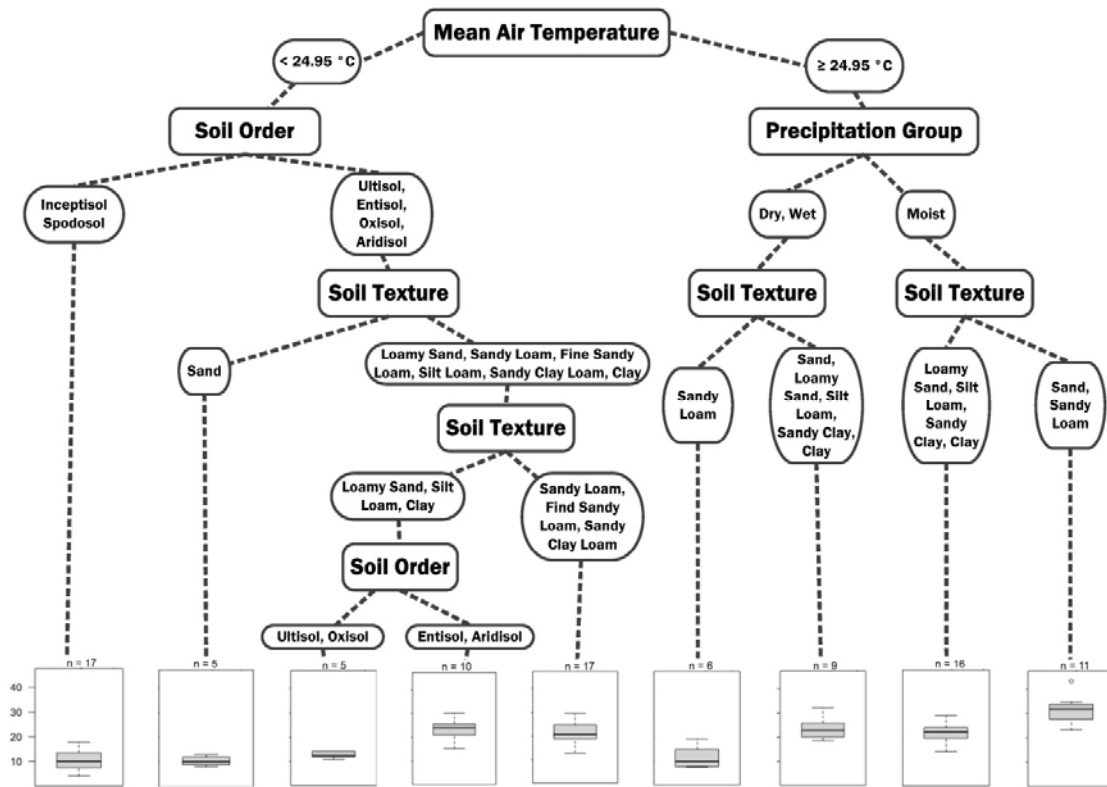 Mean Air Temperature
< 24.95 °C
≥ 24.95 °C
Soil Order
Precipitation Group
Inceptisol
Spodosol
Ultisol,
Entisol,
Oxisol,
Aridisol
Dry, Wet
Moist
Soil Texture
Soil Texture
Soil Texture
Sand
Loamy Sand, Sandy Loam, Fine Sandy
Loam, Silt Loam, Sandy Clay Loam, Clay
Sandy
Loam
Sand,
Loamy
Sand, Silt
Loam,
Sandy Clay,
Clay
Loamy
Sand, Silt
Loam,
Sandy
Clay, Clay
Sand,
Sandy
Loam
Soil Texture
Loamy Sand, Silt
Loam, Clay
Sandy Loam,
Find Sandy
Loam, Sandy
Clay Loam
Soil Order
Ultisol, Oxisol
Entisol, Aridisol
n = 17
n = 5
n = 5
n = 10
n = 17
n = 6
n = 9
n = 16
n = 11
40
30
20
10